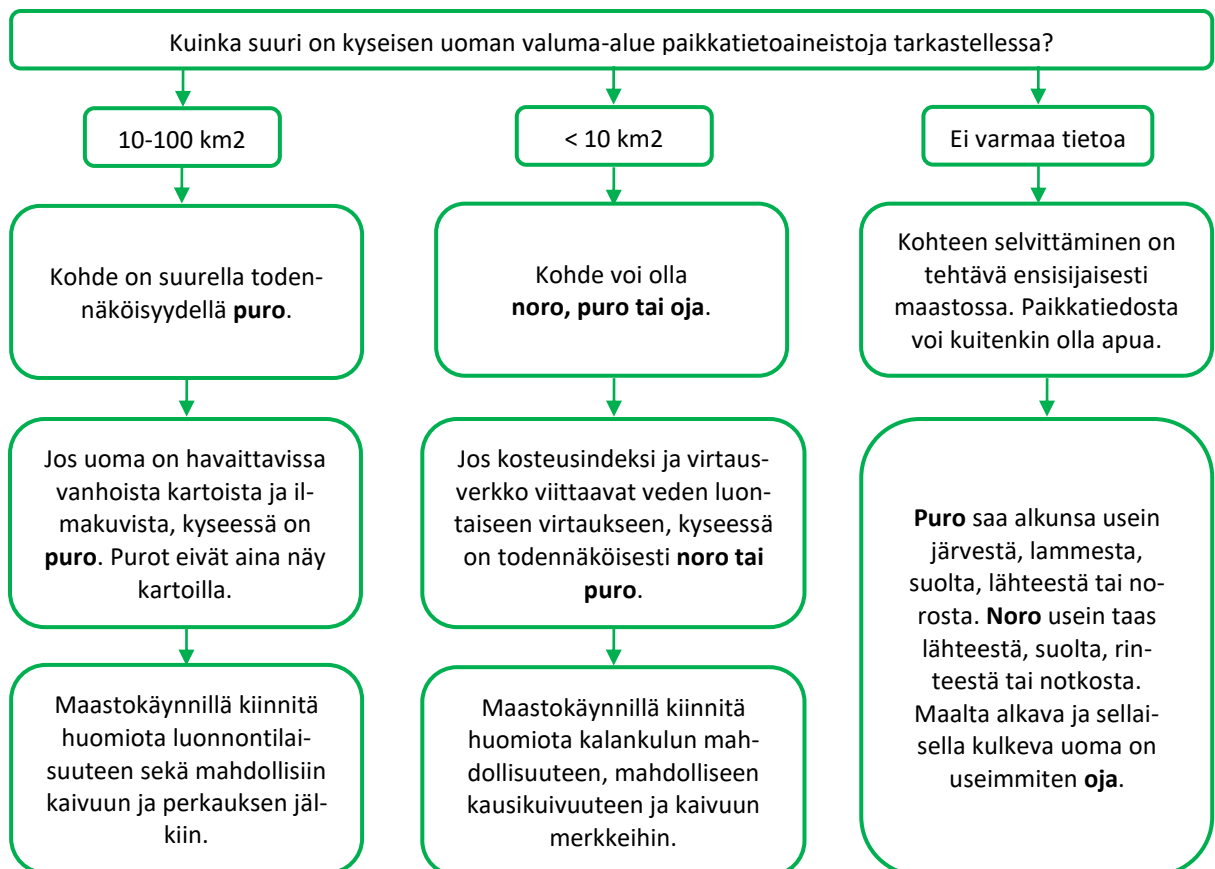 Kuinka suuri on kyseisen uoman valuma-alue paikkatietoaineistoja tarkastellessa?
10-100 km2
< 10 km2
Ei varmaa tietoa
Kohde on suurella toden-
näköisyydellä puro.
Kohde voi olla
noro, puro tai oja.
Kohteen selvittäminen on
tehtävä ensisijaisesti
maastossa. Paikkatiedosta
voi kuitenkin olla apua.
Jos uoma on havaittavissa
vanhoista kartoista ja il-
makuvista, kyseessä on
puro. Purot eivät aina näy
kartoilla.
Jos kosteusindeksi ja virtaus-
verkko viittaavat veden luon-
taiseen virtaukseen, kyseessä
on todennäköisesti noro tai
puro.
Puro saa alkunsa usein
järvestä, lammesta,
suolta, lähteestä tai no-
rosta. Noro usein taas
lähteestä, suolta, rin-
teestä tai notkosta.
Maalta alkava ja sellai-
sella kulkeva uoma on
useimmiten oja.
Maastokäynnillä kiinnitä
huomiota luonnontilai-
suuteen sekä mahdollisiin
kaivuun ja perkauksen jäl-
kiin.
Maastokäynnillä kiinnitä
huomiota kalankulun mah-
dollisuuteen, mahdolliseen
kausikuivuuteen ja kaivuun
merkkeihin.